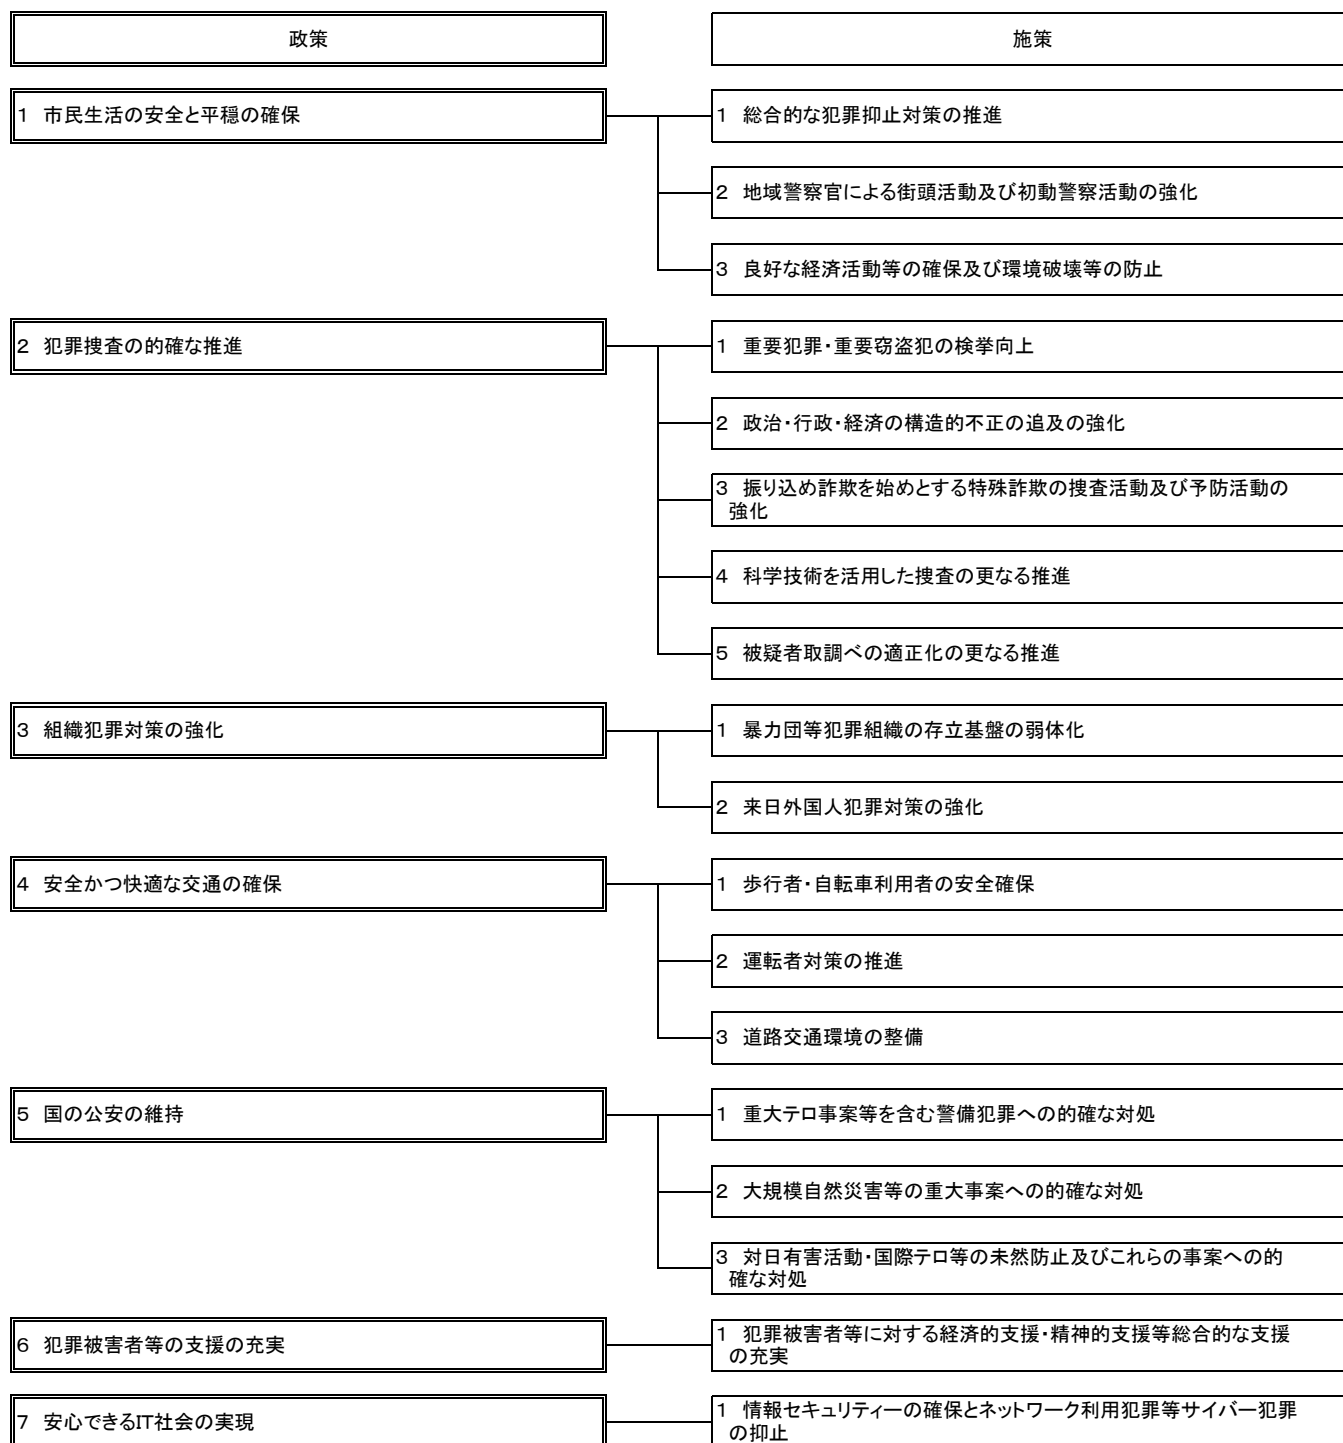 政策
施策
1 市民生活の安全と平穏の確保
1 総合的な犯罪抑止対策の推進
2 地域警察官による街頭活動及び初動警察活動の強化
3 良好な経済活動等の確保及び環境破壊等の防止
2 犯罪捜査の的確な推進
1 重要犯罪・重要窃盗犯の検挙向上
2 政治・行政・経済の構造的不正の追及の強化
3 振り込め詐欺を始めとする特殊詐欺の捜査活動及び予防活動の
強化
4 科学技術を活用した捜査の更なる推進
5 被疑者取調べの適正化の更なる推進
3 組織犯罪対策の強化
1 暴力団等犯罪組織の存立基盤の弱体化
2 来日外国人犯罪対策の強化
4 安全かつ快適な交通の確保
1 歩行者・自転車利用者の安全確保
2 運転者対策の推進
3 道路交通環境の整備
5 国の公安の維持
1 重大テロ事案等を含む警備犯罪への的確な対処
2 大規模自然災害等の重大事案への的確な対処
3 対日有害活動・国際テロ等の未然防止及びこれらの事案への的
確な対処
6 犯罪被害者等の支援の充実
1 犯罪被害者等に対する経済的支援・精神的支援等総合的な支援
の充実
7 安心できるIT社会の実現
1 情報セキュリティーの確保とネットワーク利用犯罪等サイバー犯罪
の抑止